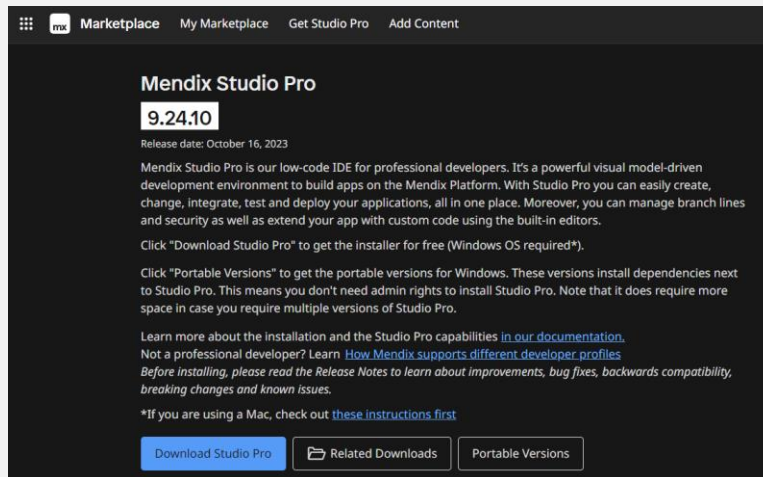 mx Marketplace My Marketplace Get Studio Pro Add Content
Mendix Studio Pro
9.24.10
Release date: October 16, 2023
Mendix Studio Pro is our low-code IDE for professional developers. It's a powerful visual model-driven
development environment to build apps on the Mendix Platform. With Studio Pro you can easily create,
change, integrate, test and deploy your applications, all in one place. Moreover, you can manage branch lines
and security as well as extend your app with custom code using the built-in editors.
Click "Download Studio Pro" to get the installer for free (Windows OS required*).
Click "Portable Versions" to get the portable versions for Windows. These versions install dependencies next
to Studio Pro. This means you don't need admin rights to install Studio Pro. Note that it does require more
space in case you require multiple versions of Studio Pro.
Learn more about the installation and the Studio Pro capabilities in our documentation.
Not a professional developer? Learn How Mendix supports different developer profiles
Before installing, please read the Release Notes to learn about improvements, bug fixes, backwards compatibility,
breaking changes and known issues.
*If you are using a Mac, check out these instructions first
Download Studio Pro Related Downloads Portable Versions